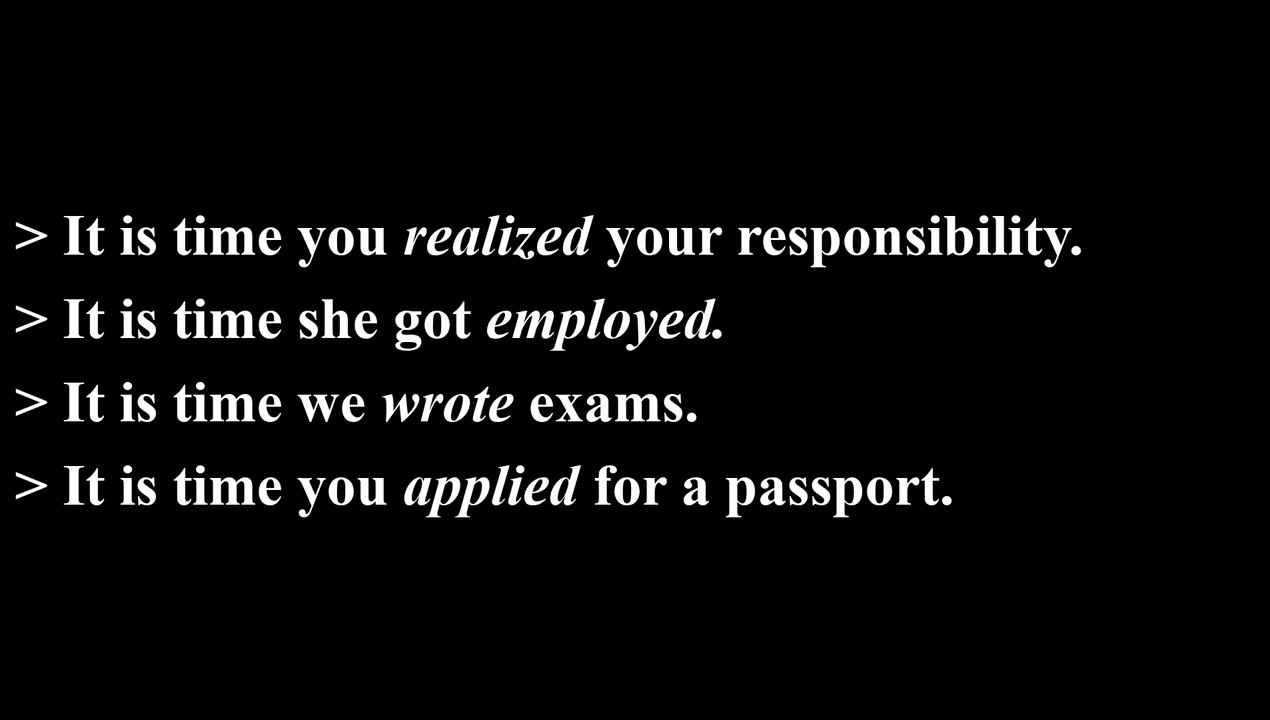 > It is time you realized your responsibility.
> It is time she got employed.
> It is time we wrote exams.
> It is time you applied for a passport.